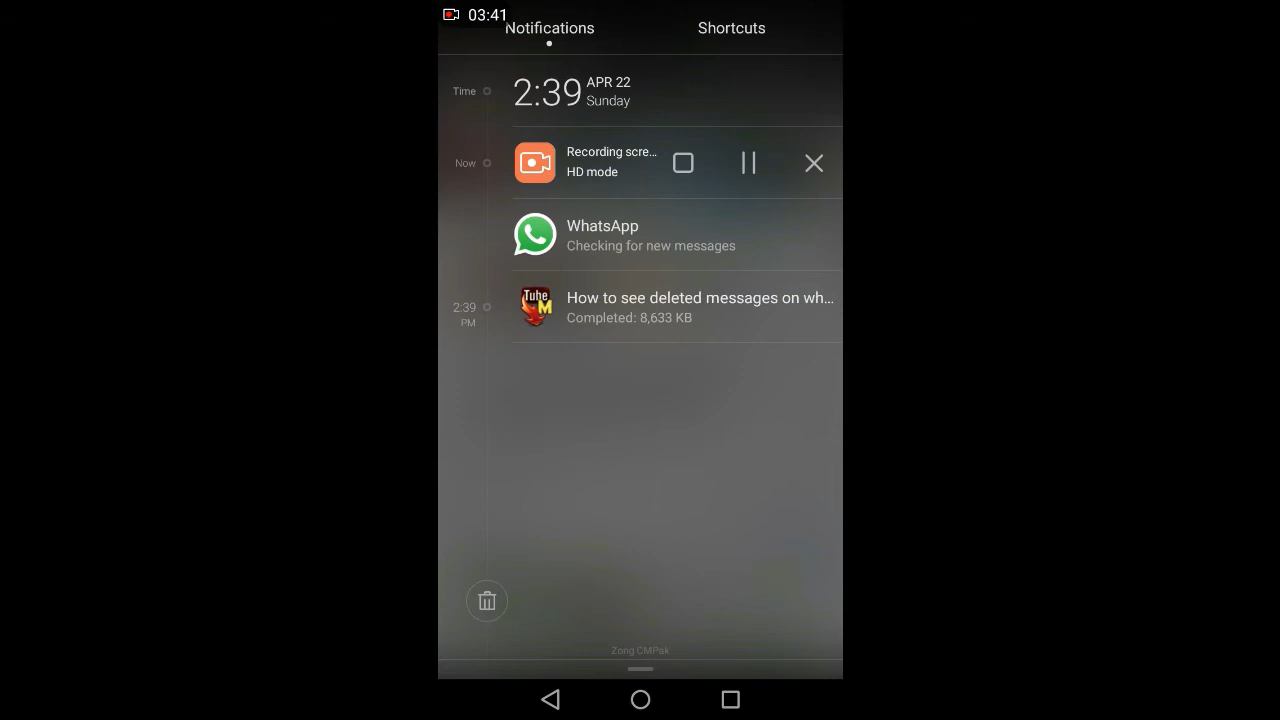 03:41
Notifications
Shortcuts
Time
2:39
APR 22
Sunday
Now
Recording scre...
HD mode
WhatsApp
Checking for new messages
2:39
PM
Tube
M
How to see deleted messages on wh...
Completed: 8,633 KB
Zong CMPak